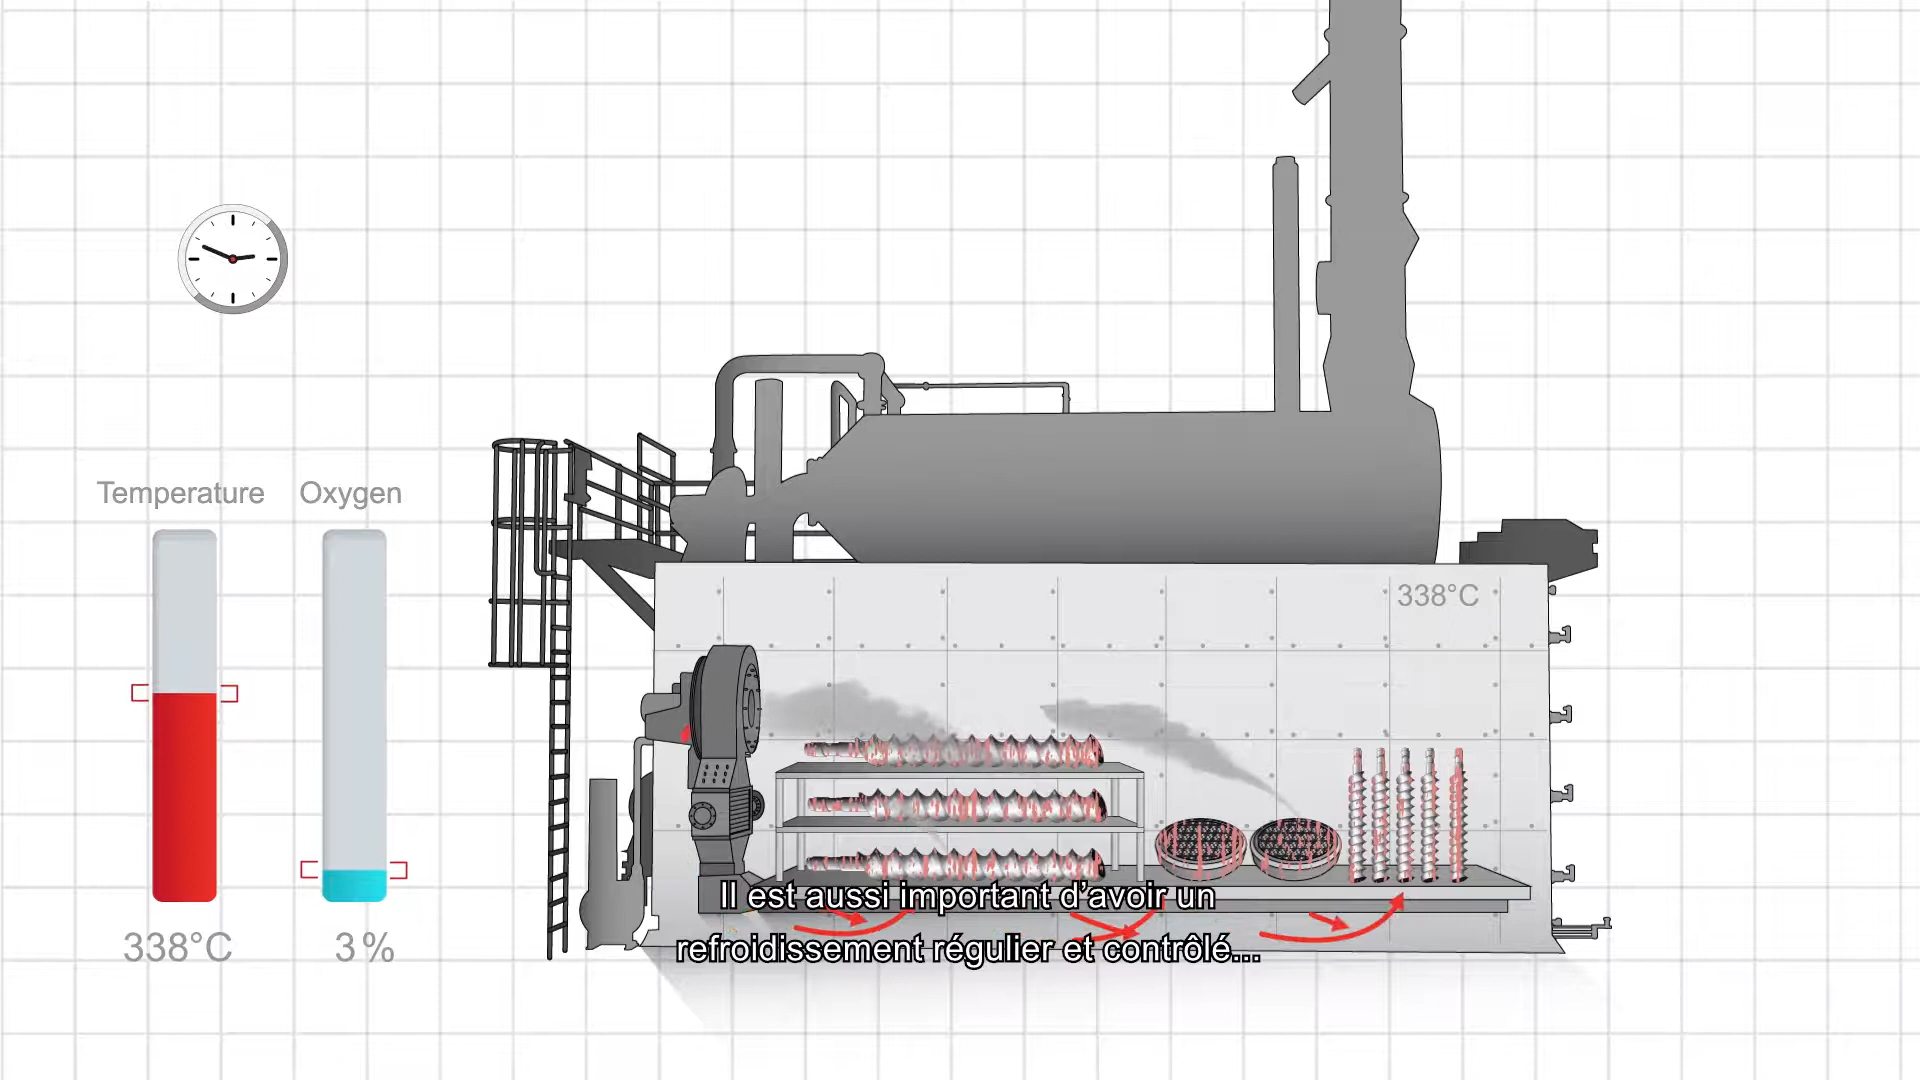 Temperature Oxygen
338°C
338°C 3%
Il est aussi important d’avoir un
refroidissement régulier et contrôlé...